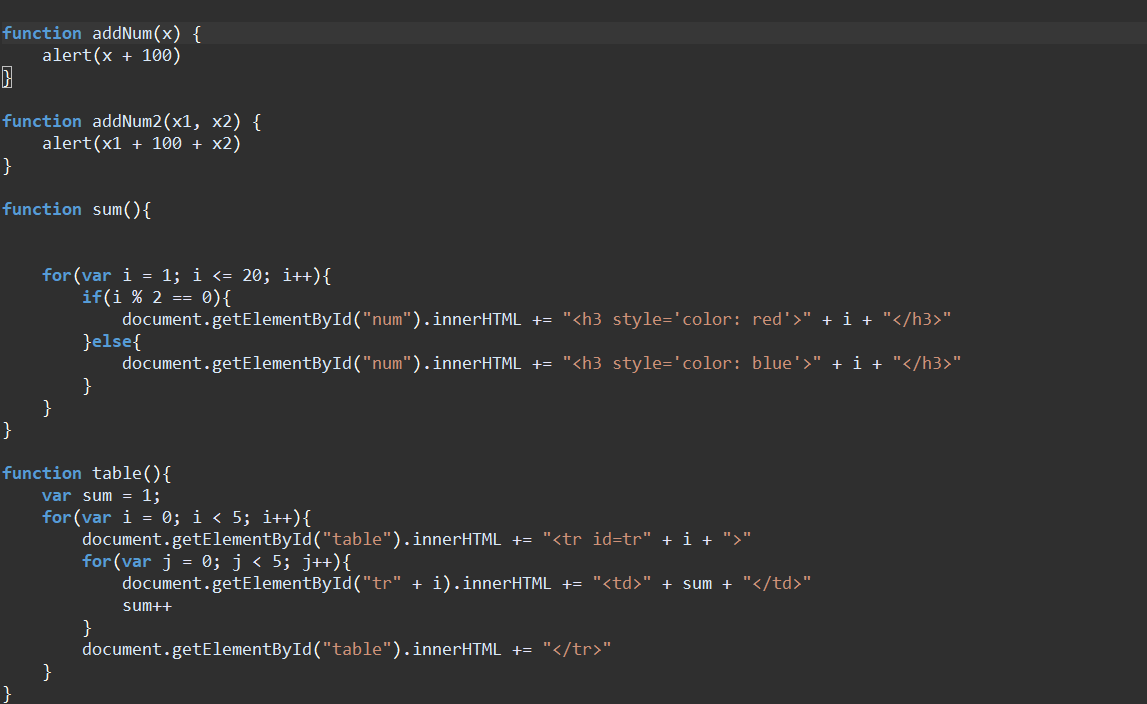 function addNum(x) {
    alert(x + 100)
}

function addNum2(x1, x2) {
    alert(x1 + 100 + x2)
}

function sum(){


    for(var i = 1; i <= 20; i++){
        if(i % 2 == 0){
            document.getElementById("num").innerHTML += "<h3 style='color: red'>" + i + "</h3>"
        }else{
            document.getElementById("num").innerHTML += "<h3 style='color: blue'>" + i + "</h3>"
        }
    }
}

function table(){
    var sum = 1;
    for(var i = 0; i < 5; i++){
        document.getElementById("table").innerHTML += "<tr id=tr" + i + ">"
        for(var j = 0; j < 5; j++){
            document.getElementById("tr" + i).innerHTML += "<td>" + sum + "</td>"
            sum++
        }
        document.getElementById("table").innerHTML += "</tr>"
    }
}